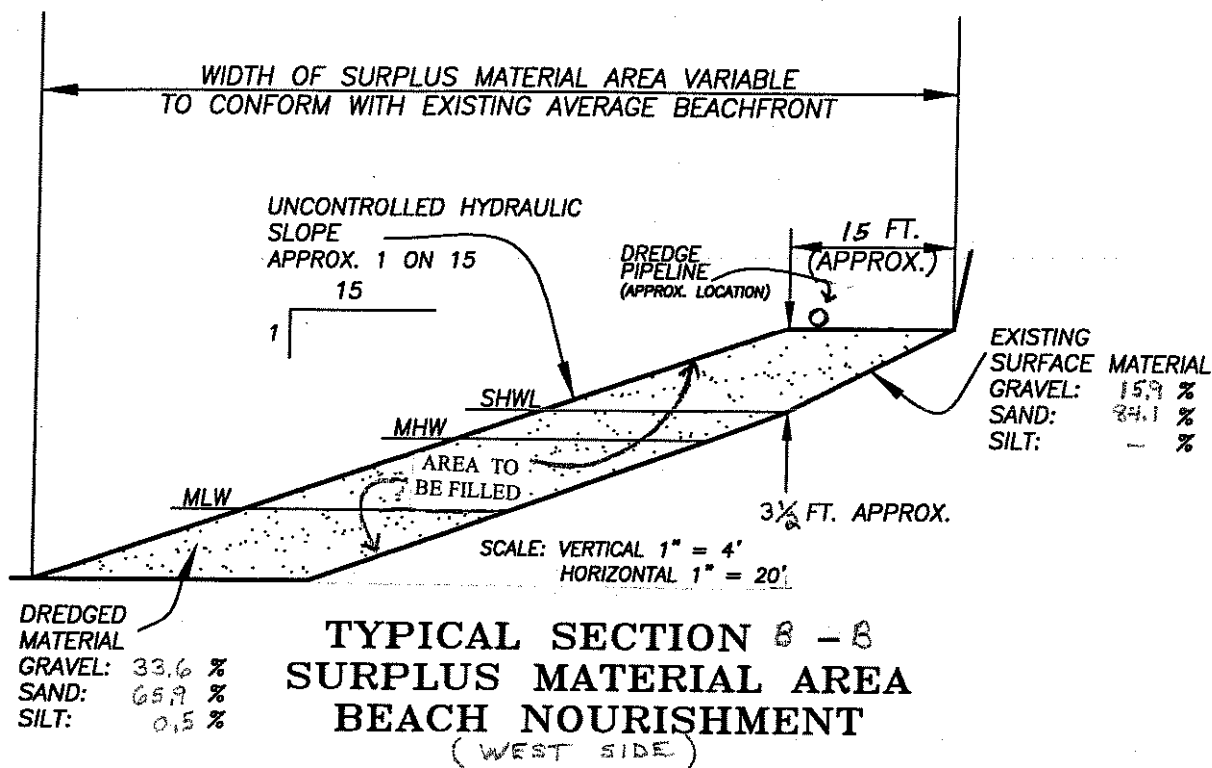 WIDTH OF SURPLUS MATERIAL AREA VARIABLE
TO CONFORM WITH EXISTING AVERAGE BEACHFRONT
UNCONTROLLED HYDRAULIC
SLOPE
APPROX. 1 ON 15
15
1
DREDGE
PIPELINE
(APPROX. LOCATION)
15 FT.
(APPROX.)
EXISTING
SURFACE MATERIAL
GRAVEL: 15.9 %
SAND: 84.1 %
SILT: — %
SHWL
MHW
AREA TO
BE FILLED
MLW
3½ FT. APPROX.
SCALE: VERTICAL 1" = 4'
HORIZONTAL 1" = 20'
DREDGED
MATERIAL
GRAVEL: 33.6 %
SAND: 65.9 %
SILT: 0.5 %
TYPICAL SECTION B - B
SURPLUS MATERIAL AREA
BEACH NOURISHMENT
(WEST SIDE)